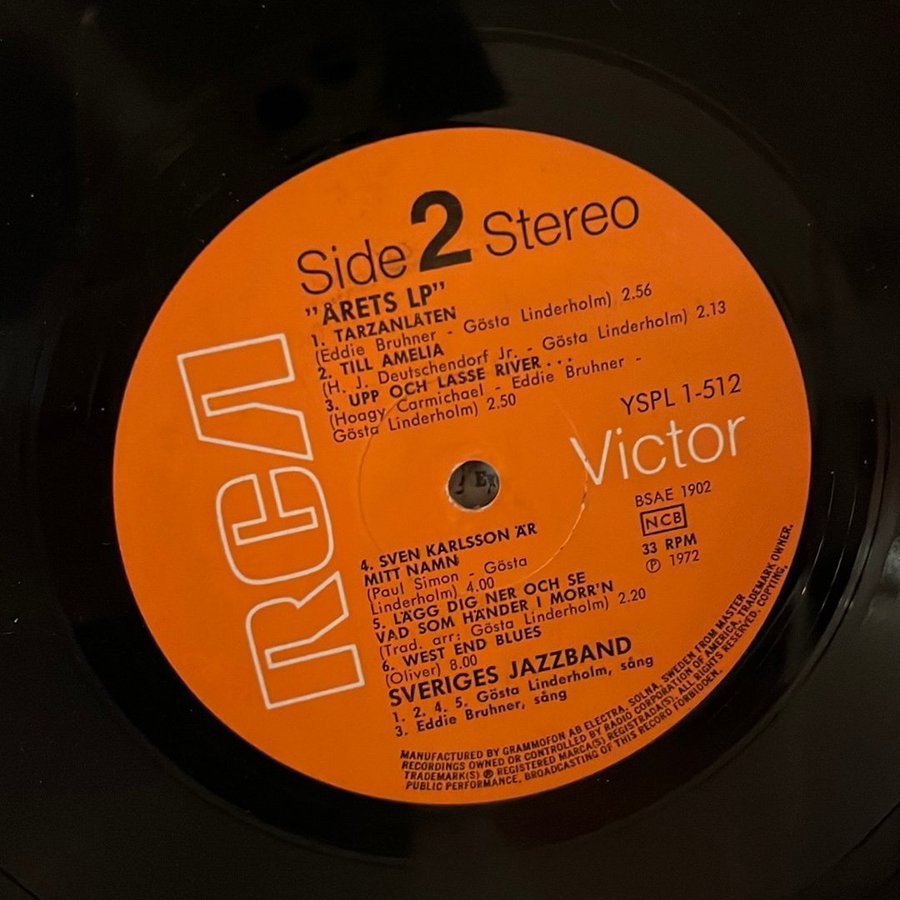 Side 2 Stereo
"ÅRETS LP"
1. TARZANLÅTEN
(Eddie Bruhner - Gösta Linderholm) 2.56
2. TILL AMELIA
(H. J. Deutschendorf Jr. - Gösta Linderholm) 2.13
3. UPP OCH LASSE RIVER . . .
(Hoagy Carmichael - Eddie Bruhner -
Gösta Linderholm) 2.50
YSPL 1-512
RCA
Victor
BSAE 1902
NCB
33 RPM
Ⓟ 1972
4. SVEN KARLSSON ÄR
MITT NAMN
(Paul Simon - Gösta
Linderholm) 4.00
5. LÄGG DIG NER OCH SE
VAD SOM HÄNDER I MORR'N
(Trad. arr: Gösta Linderholm) 2.20
6. WEST END BLUES
(Oliver) 8.00
SVERIGES JAZZBAND
1. 2. 4. 5. Gösta Linderholm, sång
3. Eddie Bruhner, sång
MANUFACTURED BY GRAMMOFON AB ELECTRA, SOLNA, SWEDEN FROM MASTER
RECORDINGS OWNED OR CONTROLLED BY RADIO CORPORATION OF AMERICA, TRADEMARK OWNER.
TRADEMARK(S) ® REGISTERED MARCA(S) REGISTRADA(S). ALL RIGHTS RESERVED. COPYING,
PUBLIC PERFORMANCE, BROADCASTING OF THIS RECORD FORBIDDEN.